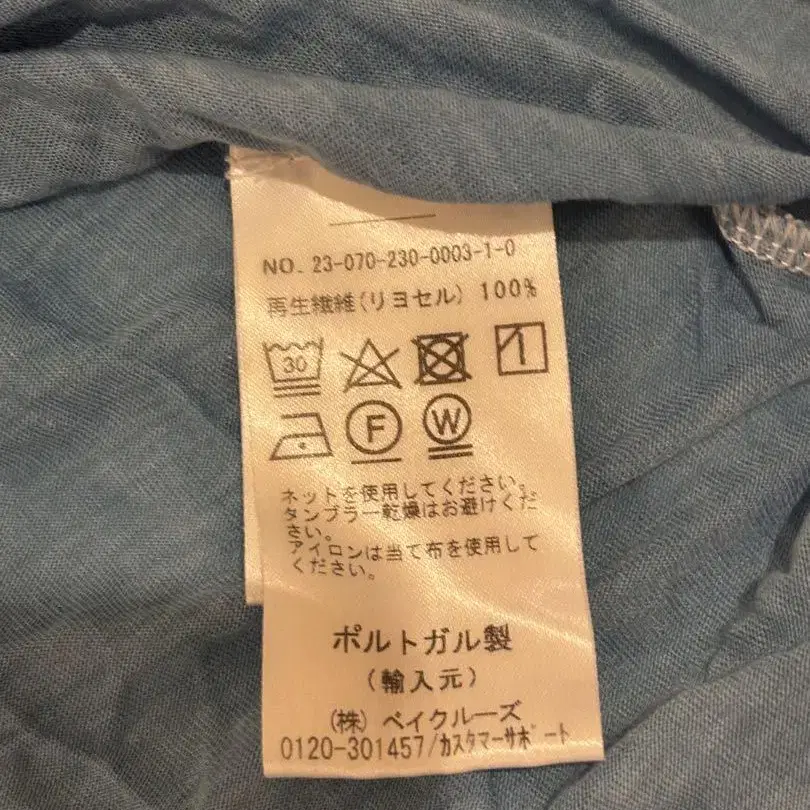 NO. 23-070-230-0003-1-0
再生繊維(リヨセル) 100%
30
F W
ネットを使用してください。
タンブラー乾燥はお避けくだ
さい。
アイロンは当て布を使用して
ください。
ポルトガル製
(輸入元)
(株) ベイクルーズ
0120-301457/カスタマーサポート